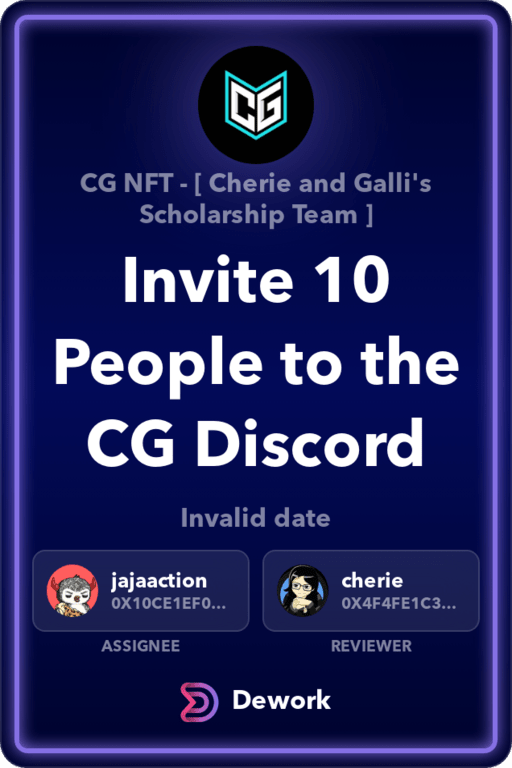 CG
CG NFT - [ Cherie and Galli's
Scholarship Team ]
Invite 10
People to the
CG Discord
Invalid date
jajaaction
0X10CE1EF0...
ASSIGNEE
cherie
0X4F4FE1C3...
REVIEWER
Dework